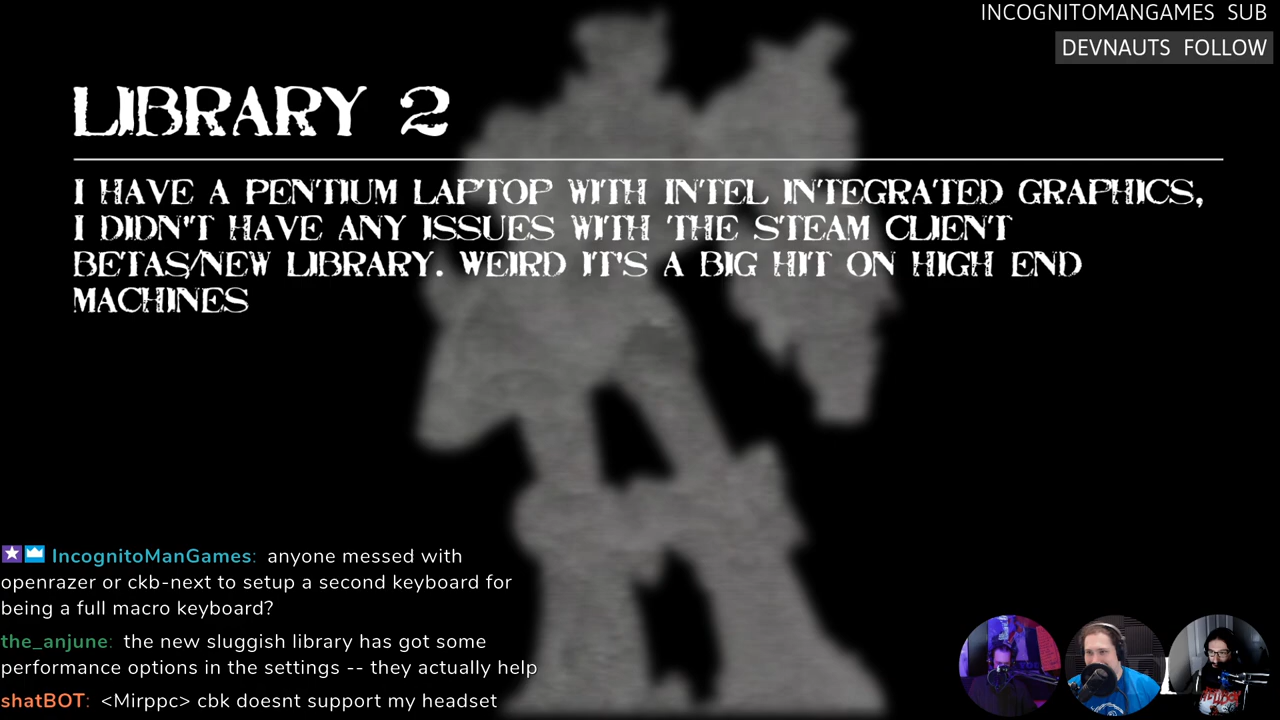 INCOGNITOMANGAMES SUB
DEVNAUTS FOLLOW
LIBRARY 2
I HAVE A PENTIUM LAPTOP WITH INTEL INTEGRATED GRAPHICS,
I DIDN'T HAVE ANY ISSUES WITH THE STEAM CLIENT
BETAS/NEW LIBRARY. WEIRD IT'S A BIG HIT ON HIGH END
MACHINES
IncognitoManGames: anyone messed with
openrazer or ckb-next to setup a second keyboard for
being a full macro keyboard?
the_anjune: the new sluggish library has got some
performance options in the settings -- they actually help
shatBOT: <Mirppc> cbk doesnt support my headset